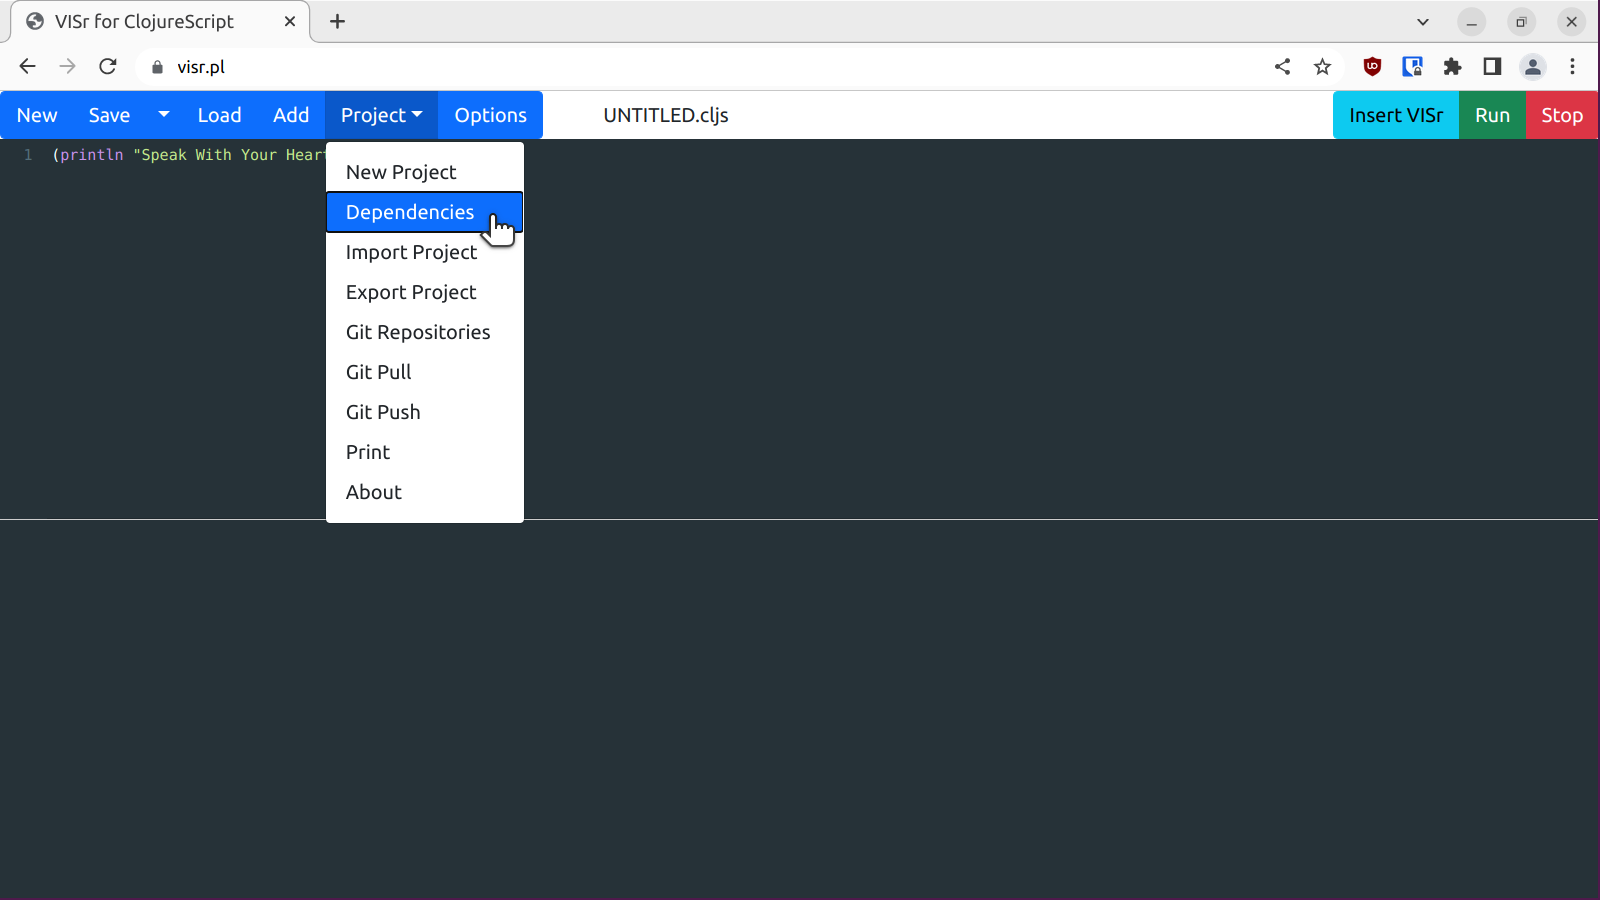 VISr for ClojureScript
visr.pl
New Save Load Add Project Options UNTITLED.cljs Insert VISr Run Stop
1 (println "Speak With Your Hear
New Project
Dependencies
Import Project
Export Project
Git Repositories
Git Pull
Git Push
Print
About